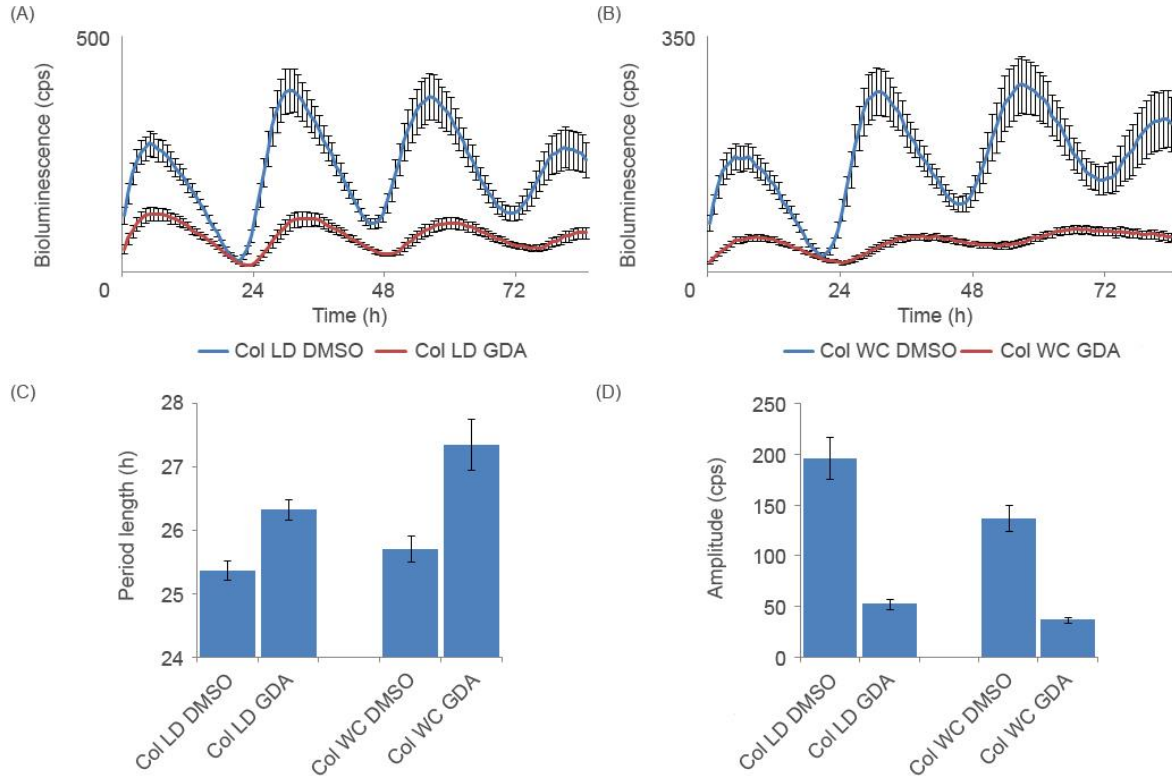 (A)
500
Bioluminescence (cps)
0
24
48
72
Time (h)
Col LD DMSO
Col LD GDA
(B)
350
Bioluminescence (cps)
0
24
48
72
Time (h)
Col WC DMSO
Col WC GDA
(C)
28
27
26
25
24
Period length (h)
Col LD DMSO
Col LD GDA
Col WC DMSO
Col WC GDA
(D)
250
200
150
100
50
0
Amplitude (cps)
Col LD DMSO
Col LD GDA
Col WC DMSO
Col WC GDA